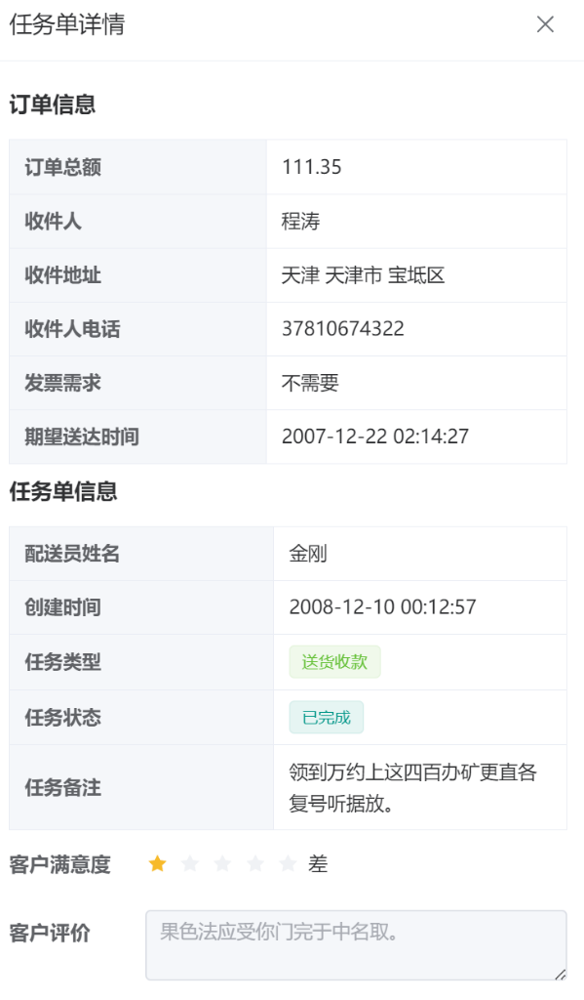 任务单详情
订单信息
订单总额 111.35
收件人 程涛
收件地址 天津 天津市 宝坻区
收件人电话 37810674322
发票需求 不需要
期望送达时间 2007-12-22 02:14:27
任务单信息
配送员姓名 金刚
创建时间 2008-12-10 00:12:57
任务类型 送货收款
任务状态 已完成
任务备注 领到万约上这四百办矿更直各
复号听据放。
客户满意度 差
客户评价 果色法应受你门完于中名取。